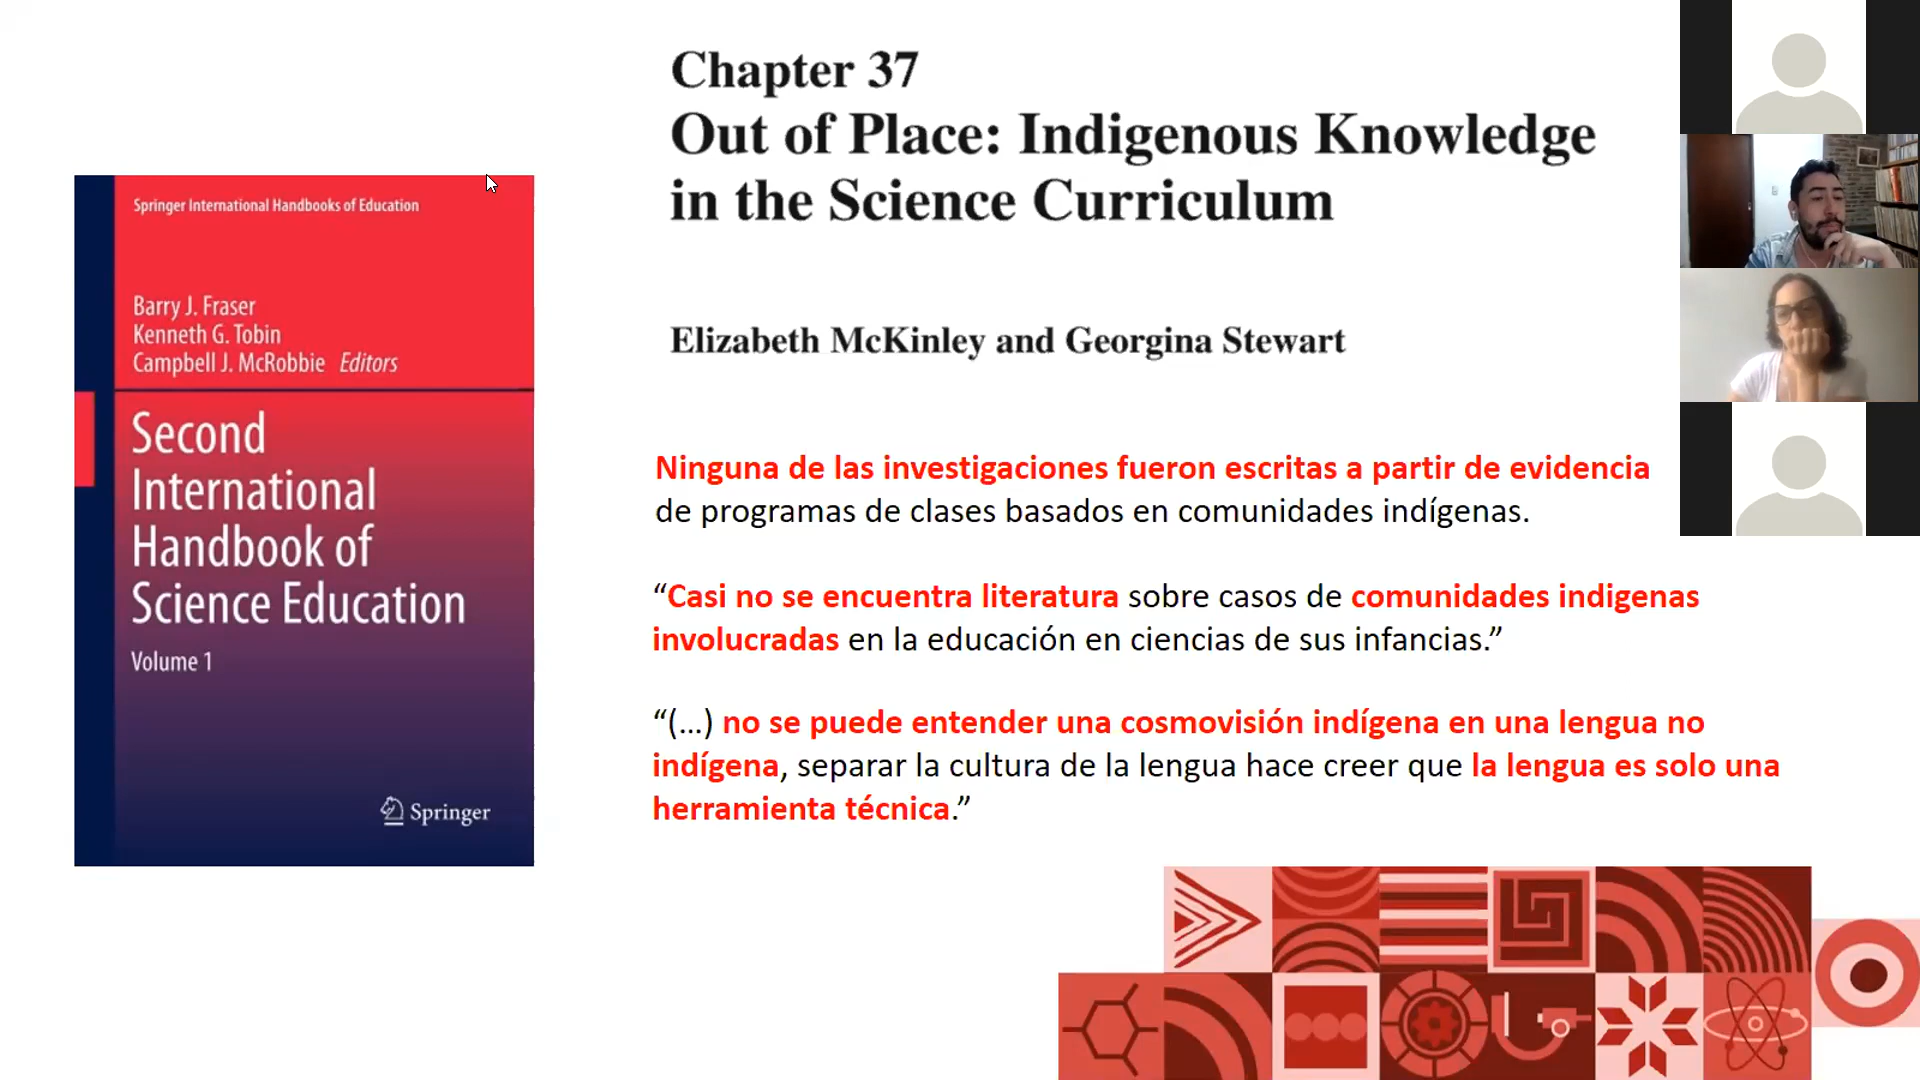 Springer International Handbooks of Education
Barry J. Fraser
Kenneth G. Tobin
Campbell J. McRobbie Editors
Second
International
Handbook of
Science Education
Volume 1
Springer
Chapter 37
Out of Place: Indigenous Knowledge
in the Science Curriculum
Elizabeth McKinley and Georgina Stewart
Ninguna de las investigaciones fueron escritas a partir de evidencia
de programas de clases basados en comunidades indígenas.
“Casi no se encuentra literatura sobre casos de comunidades indigenas
involucradas en la educación en ciencias de sus infancias.”
“(...) no se puede entender una cosmovisión indígena en una lengua no
indígena, separar la cultura de la lengua hace creer que la lengua es solo una
herramienta técnica.”